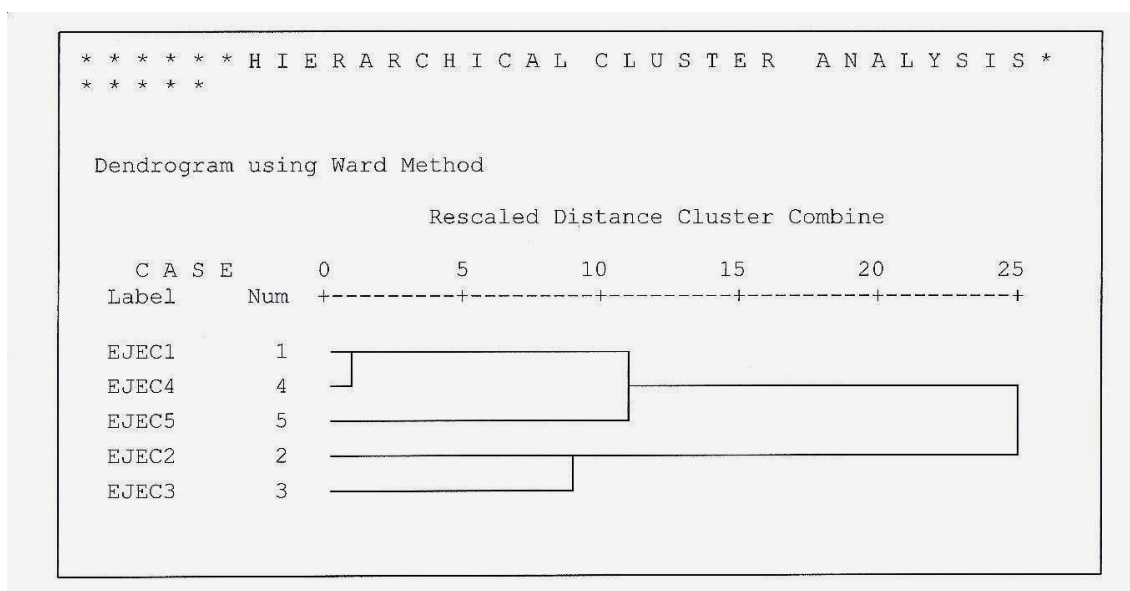 * * * * * * H I E R A R C H I C A L  C L U S T E R  A N A L Y S I S *
* * * * *
Dendrogram using Ward Method
Rescaled Distance Cluster Combine
C A S E 0 5 10 15 20 25
Label Num +---------+---------+---------+---------+---------+
EJEC1 1
EJEC4 4
EJEC5 5
EJEC2 2
EJEC3 3